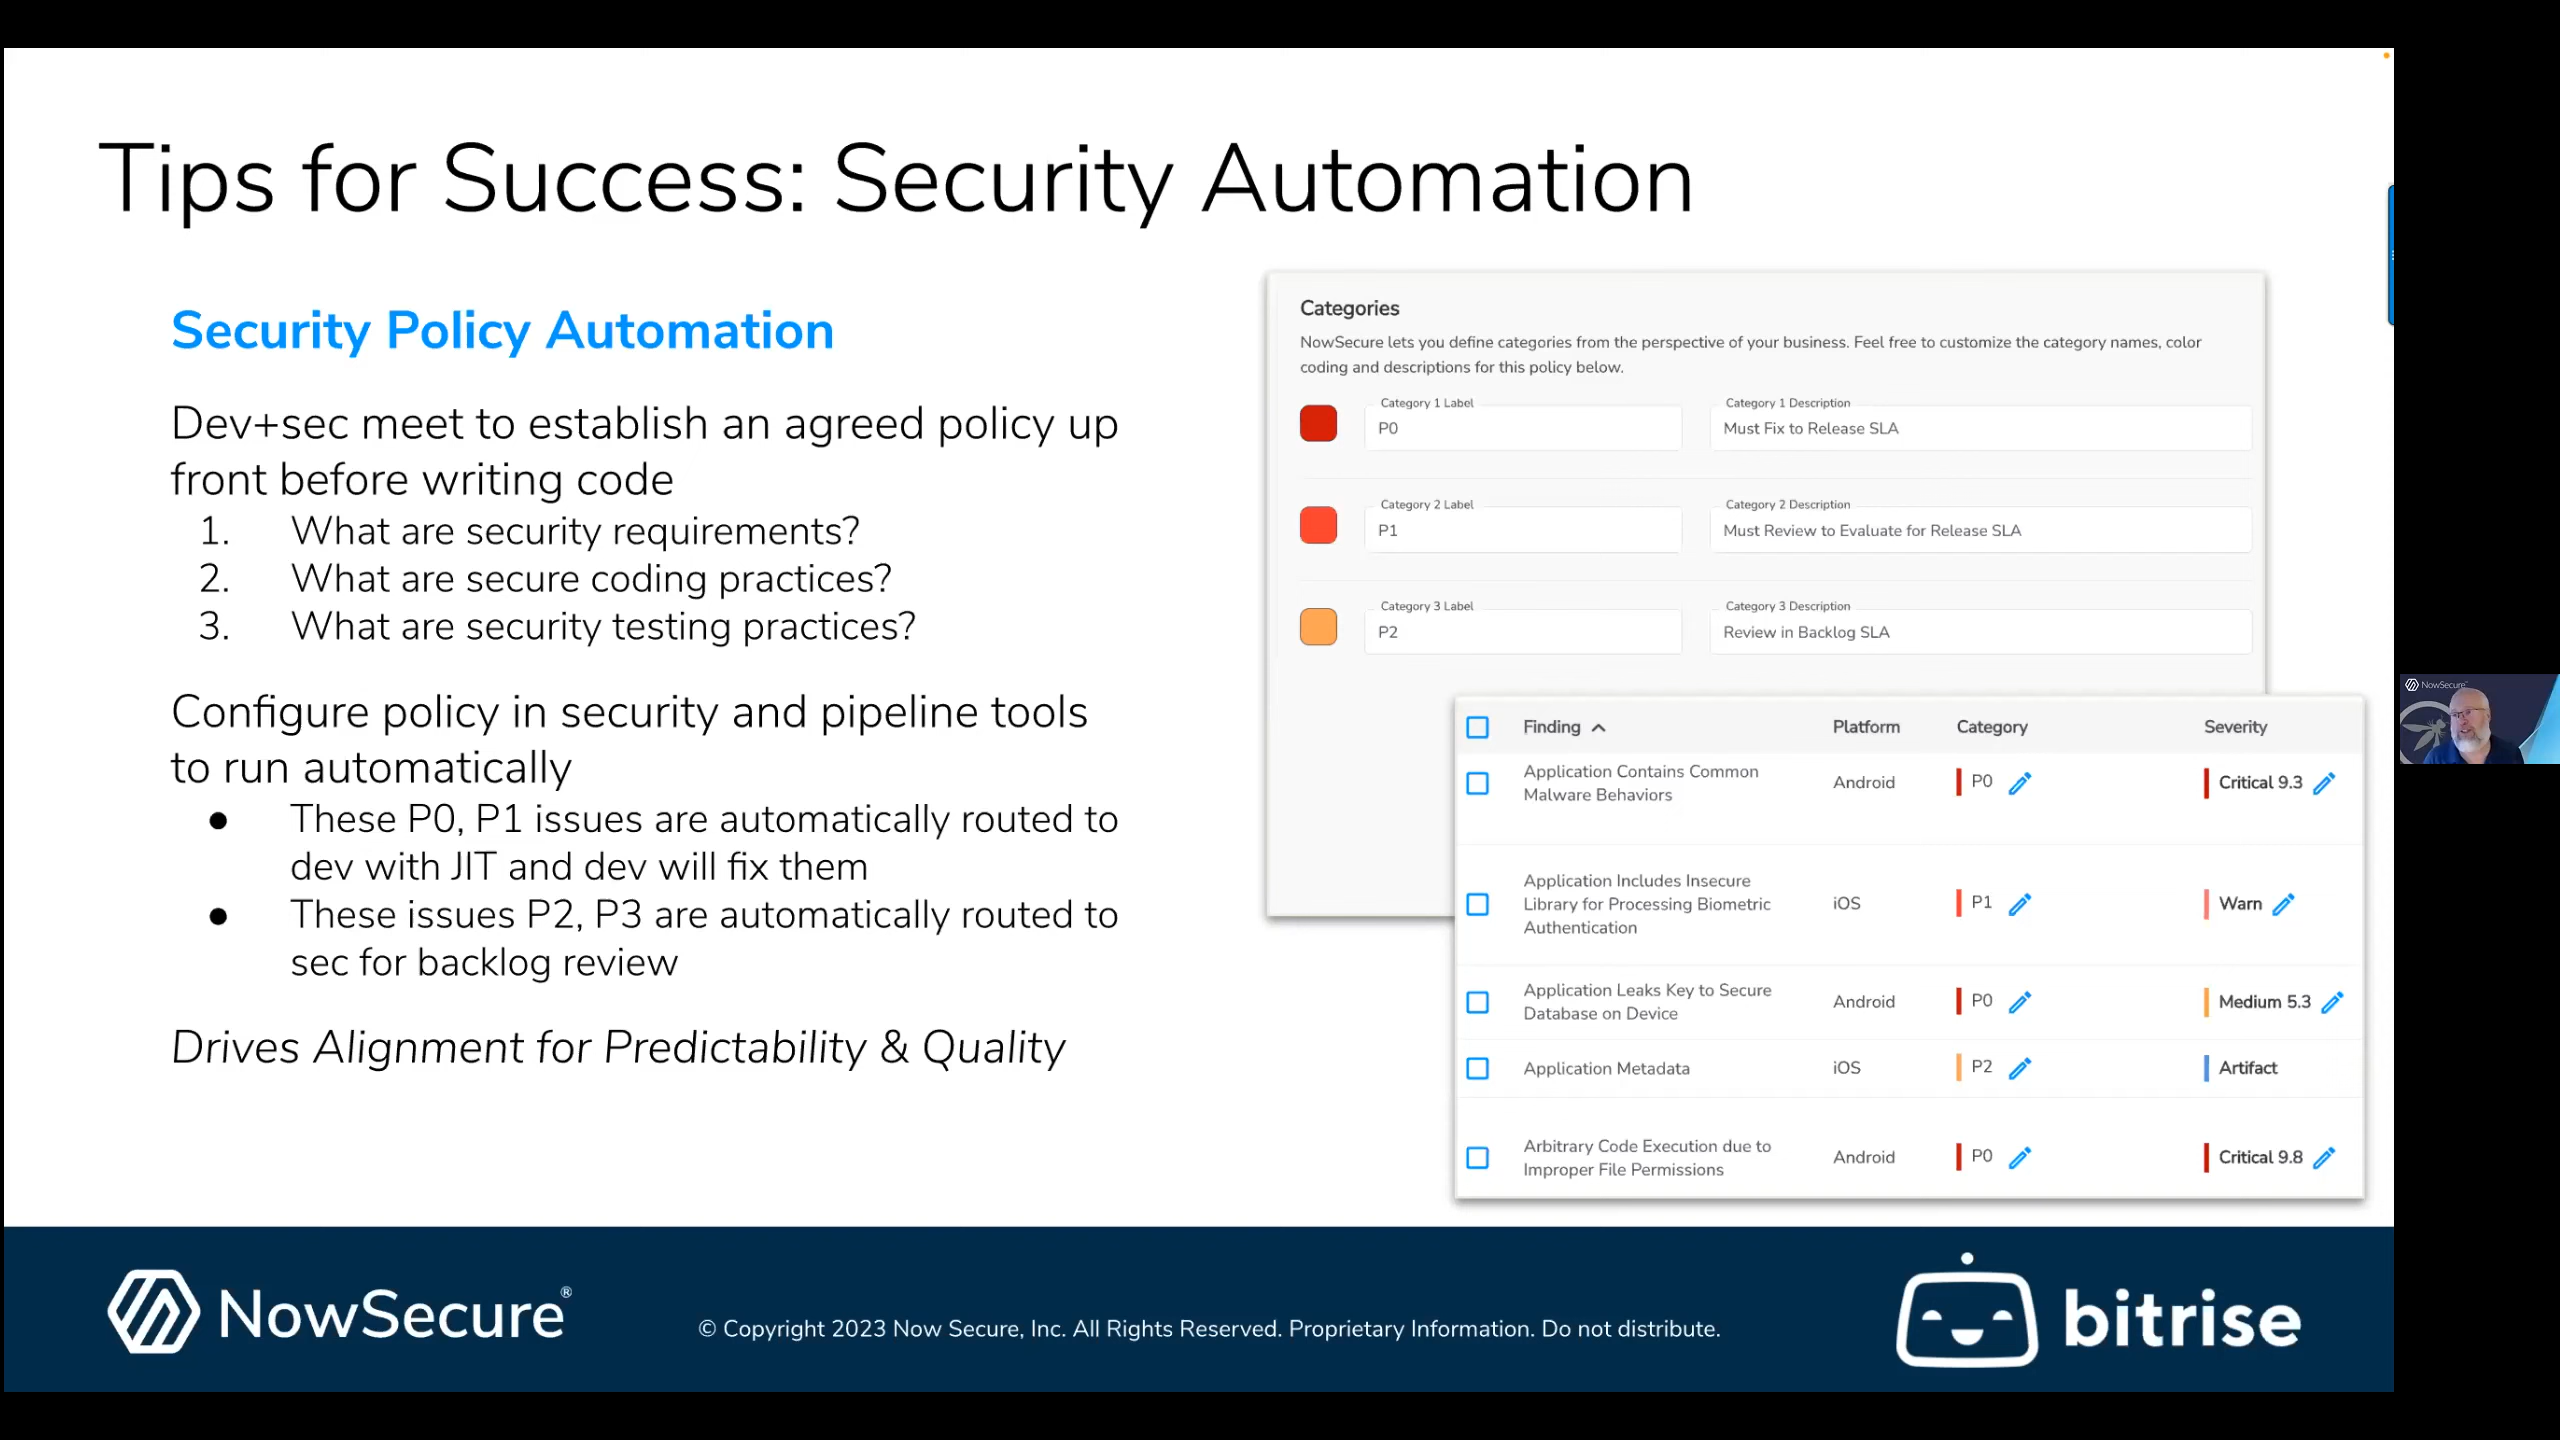 Tips for Success: Security Automation
Security Policy Automation
Dev+sec meet to establish an agreed policy up
front before writing code
1. What are security requirements?
2. What are secure coding practices?
3. What are security testing practices?
Configure policy in security and pipeline tools
to run automatically
● These P0, P1 issues are automatically routed to
dev with JIT and dev will fix them
● These issues P2, P3 are automatically routed to
sec for backlog review
Drives Alignment for Predictability & Quality
Categories
NowSecure lets you define categories from the perspective of your business. Feel free to customize the category names, color
coding and descriptions for this policy below.
Category 1 Label Category 1 Description
P0 Must Fix to Release SLA
Category 2 Label Category 2 Description
P1 Must Review to Evaluate for Release SLA
Category 3 Label Category 3 Description
P2 Review in Backlog SLA
Finding Platform Category Severity
Application Contains Common
Malware Behaviors
Android P0 Critical 9.3
Application Includes Insecure
Library for Processing Biometric
Authentication
iOS P1 Warn
Application Leaks Key to Secure
Database on Device
Android P0 Medium 5.3
Application Metadata iOS P2 Artifact
Arbitrary Code Execution due to
Improper File Permissions
Android P0 Critical 9.8
NowSecure
NowSecure®
© Copyright 2023 Now Secure, Inc. All Rights Reserved. Proprietary Information. Do not distribute.
bitrise